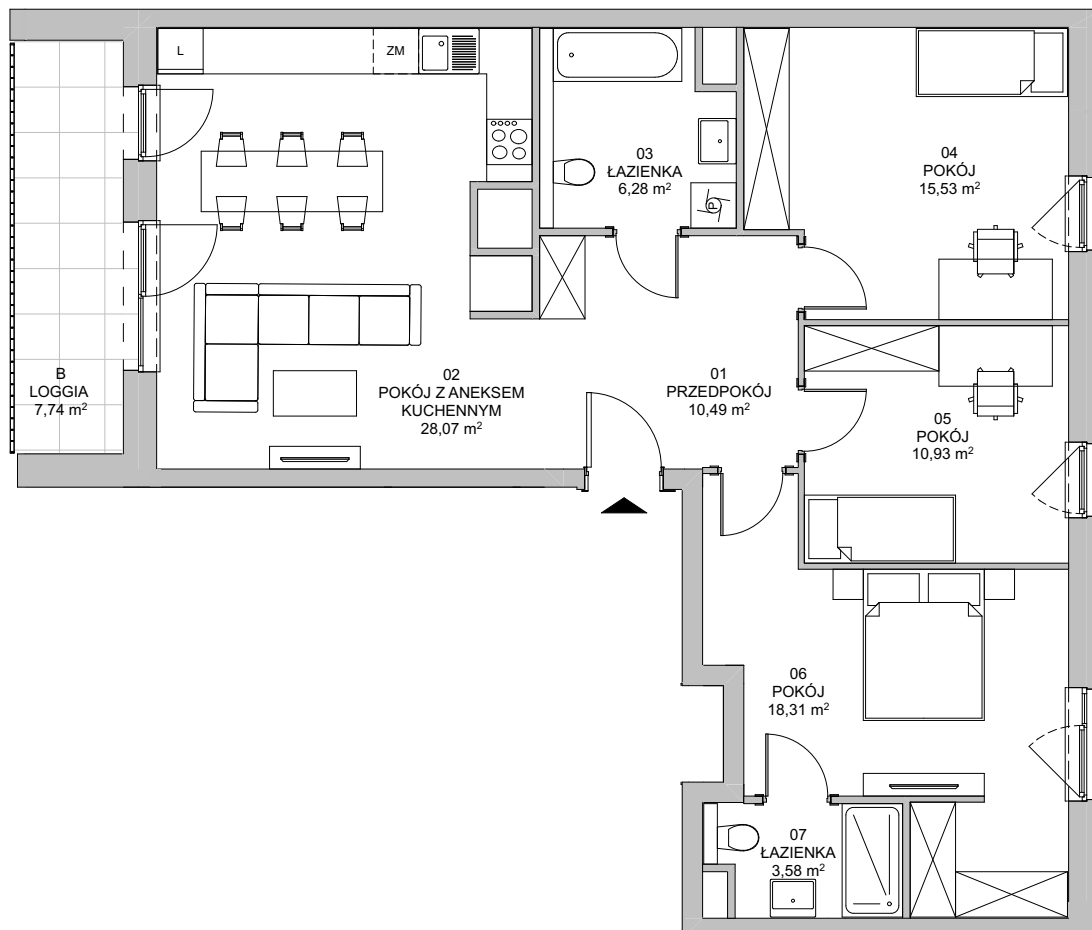 L
ZM
03
ŁAZIENKA
6,28 m²
P
04
POKÓJ
15,53 m²
B
LOGGIA
7,74 m²
02
POKÓJ Z ANEKSEM
KUCHENNYM
28,07 m²
01
PRZEDPOKÓJ
10,49 m²
05
POKÓJ
10,93 m²
06
POKÓJ
18,31 m²
07
ŁAZIENKA
3,58 m²